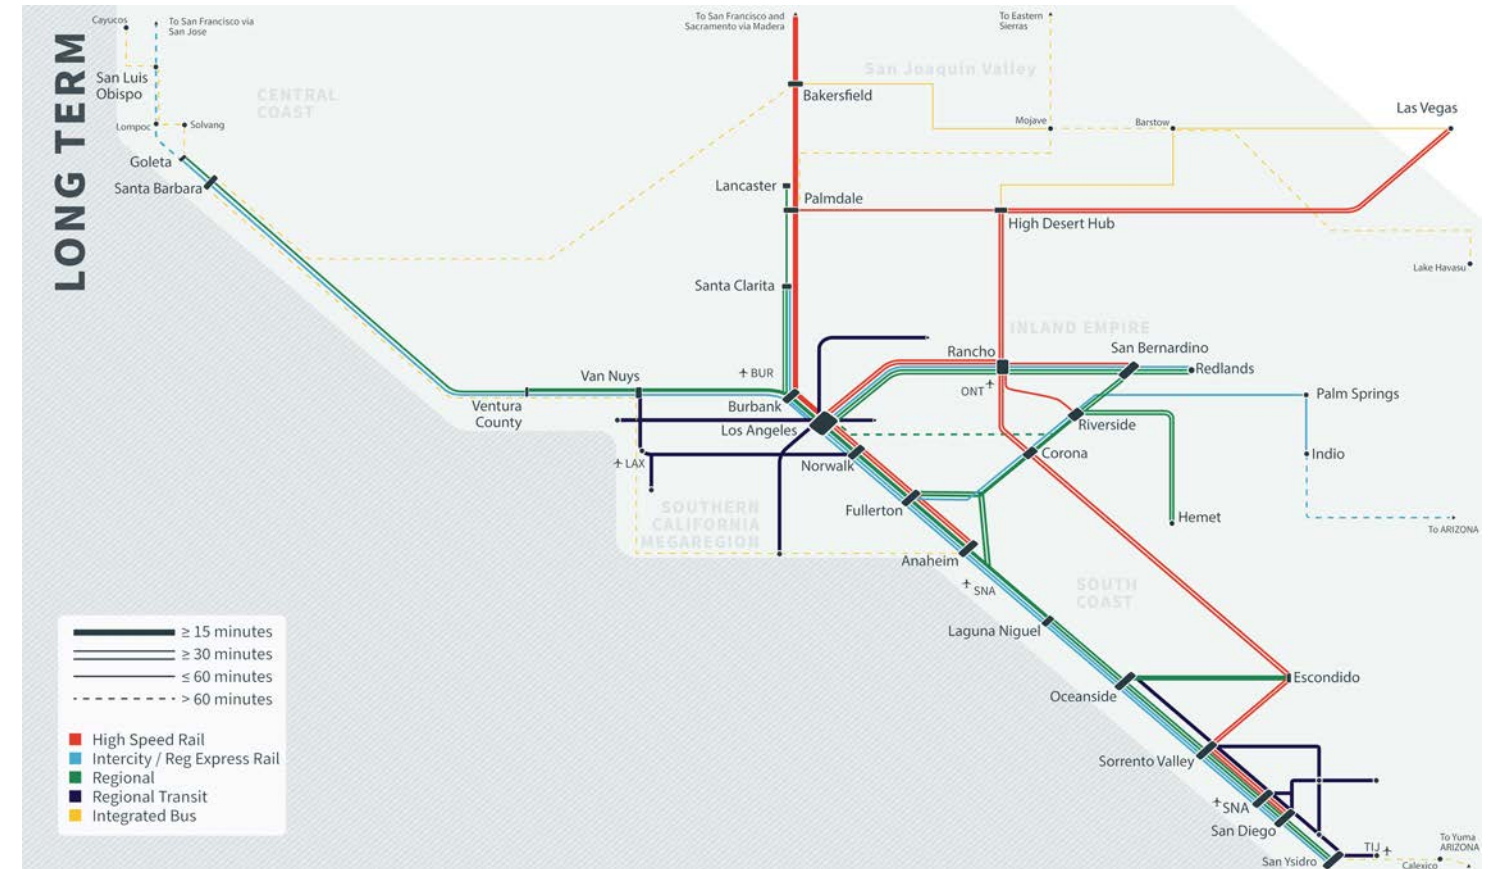 LONG TERM
Cayucos
To San Francisco via
San Jose
To San Francisco and
Sacramento via Madera
To Eastern
Sierras
San Luis
Obispo
CENTRAL
COAST
San Joaquin Valley
Bakersfield
Las Vegas
Lompoc
Solvang
Mojave
Barstow
Goleta
Santa Barbara
Lancaster
Palmdale
High Desert Hub
Lake Havasu
Santa Clarita
INLAND EMPIRE
Rancho
San Bernardino
Van Nuys
BUR
Redlands
ONT
Palm Springs
Ventura
County
Burbank
Los Angeles
Riverside
LAX
Norwalk
Corona
Indio
Fullerton
SOUTHERN
CALIFORNIA
MEGAREGION
Hemet
To ARIZONA
Anaheim
SNA
SOUTH
COAST
Laguna Niguel
Oceanside
Escondido
Sorrento Valley
SNA
San Diego
San Ysidro
TIJ
To Yuma
ARIZONA
Calexico
≥ 15 minutes
≥ 30 minutes
≤ 60 minutes
> 60 minutes
High Speed Rail
Intercity / Reg Express Rail
Regional
Regional Transit
Integrated Bus